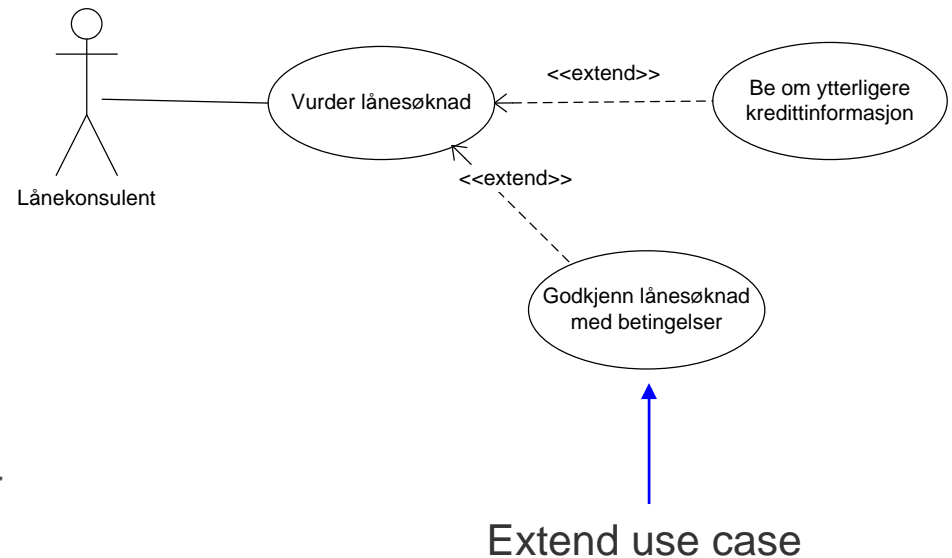 <<extend>>
Be om ytterligere
kredittinformasjon
Vurder lånesøknad
<<extend>>
Lånekonsulent
Godkjenn lånesøknad
med betingelser
Extend use case